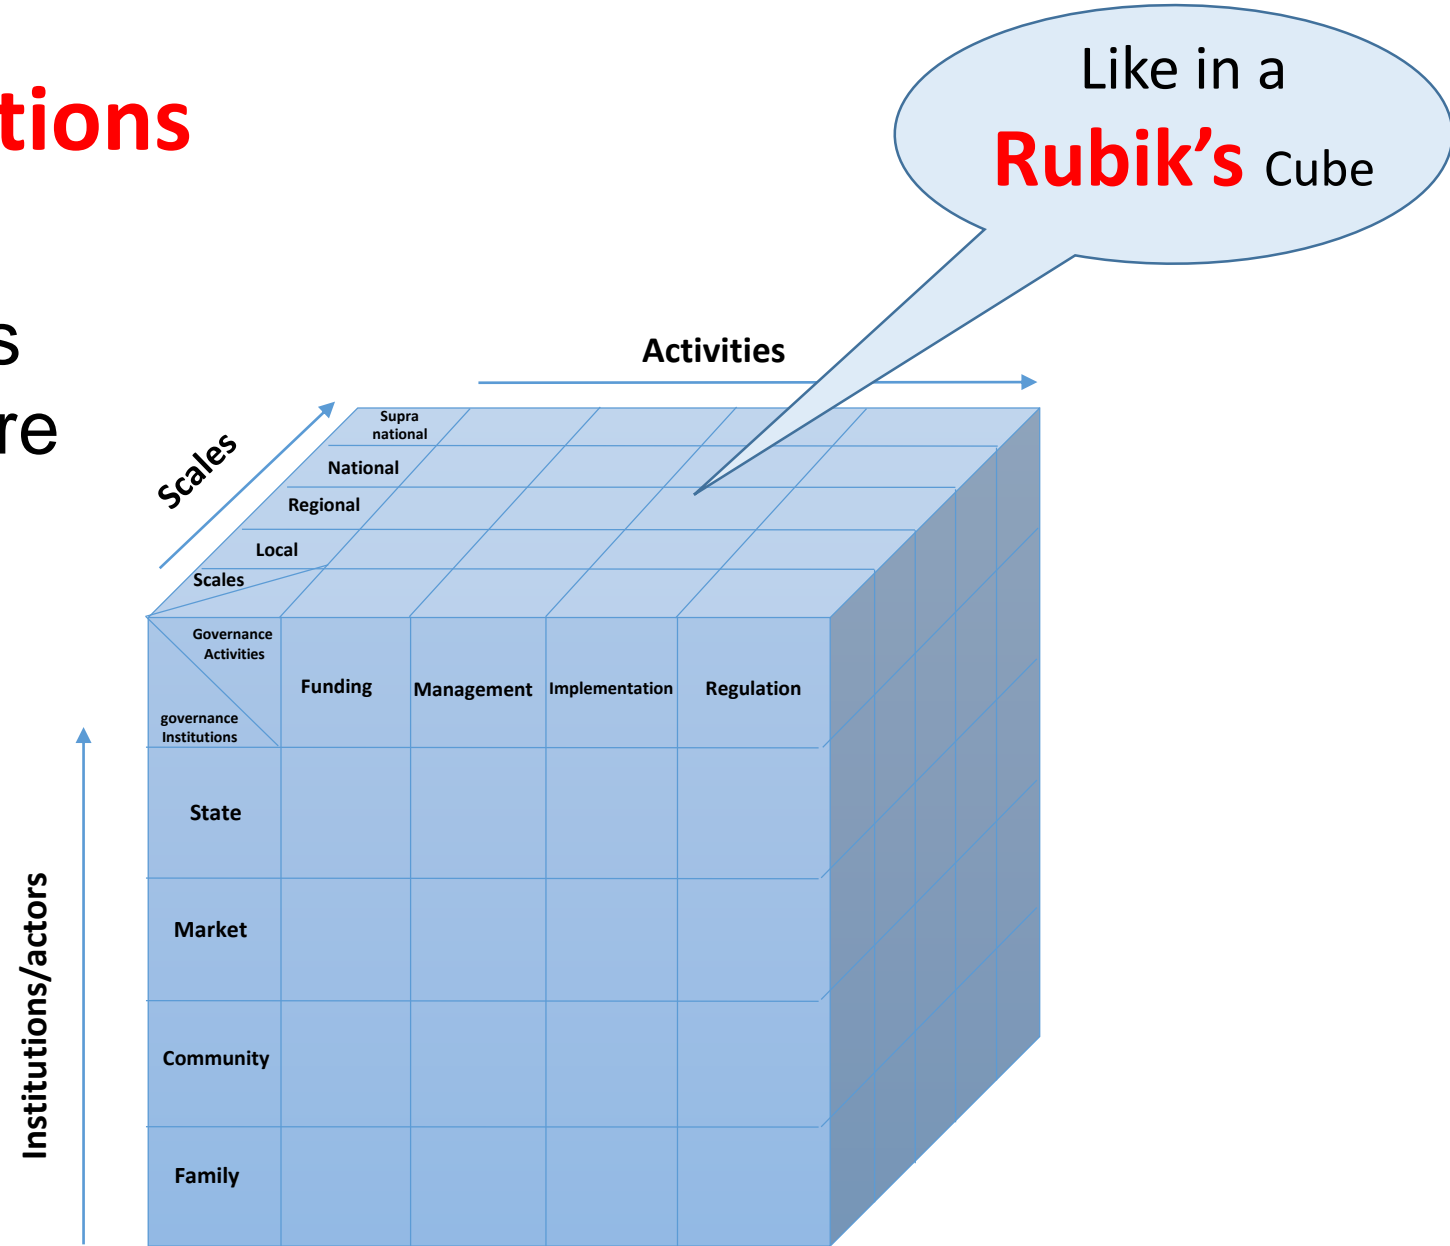 tions
s
re
Like in a
Rubik's Cube
Activities
Scales
Supra
national
National
Regional
Local
Scales
Governance
Activities
governance
Institutions
Funding
Management
Implementation
Regulation
State
Market
Community
Family
Institutions/actors